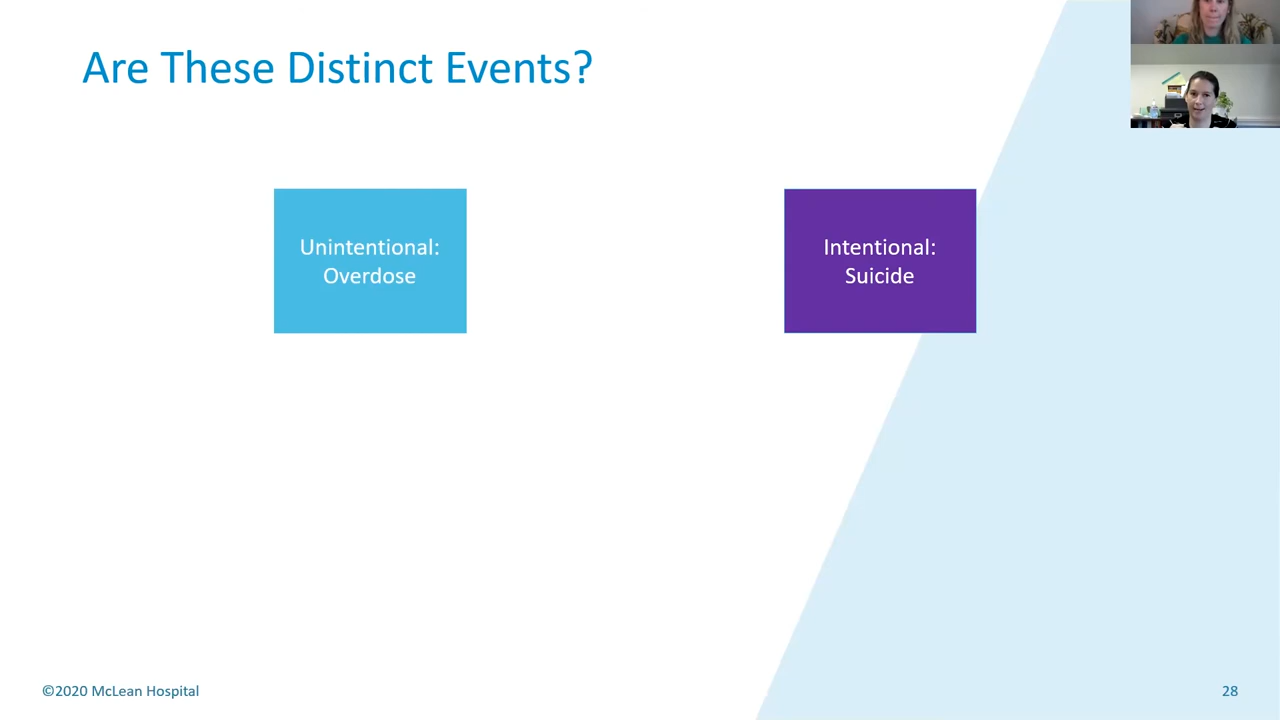 Are These Distinct Events?
Unintentional:
Overdose
Intentional:
Suicide
©2020 McLean Hospital
28